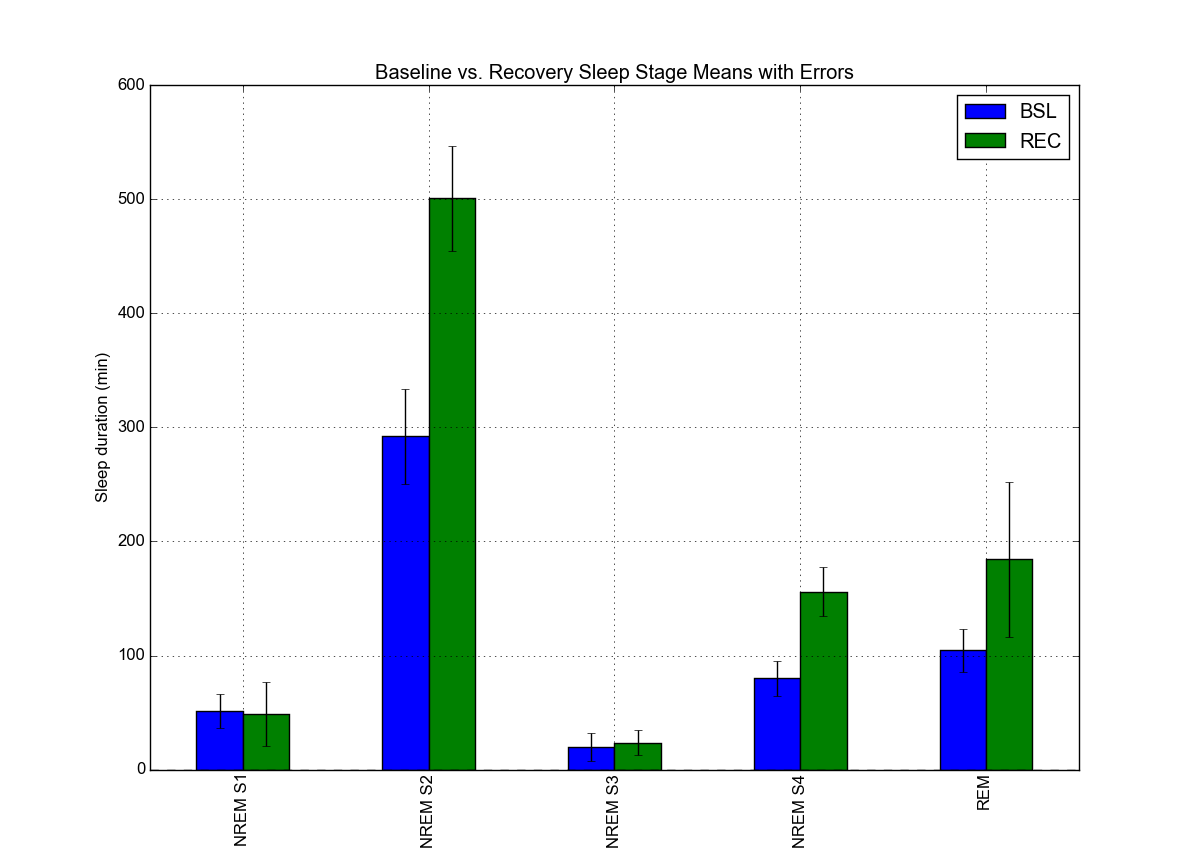 Baseline vs. Recovery Sleep Stage Means with Errors
BSL
REC
Sleep duration (min)
600
500
400
300
200
100
0
NREM S1
NREM S2
NREM S3
NREM S4
REM